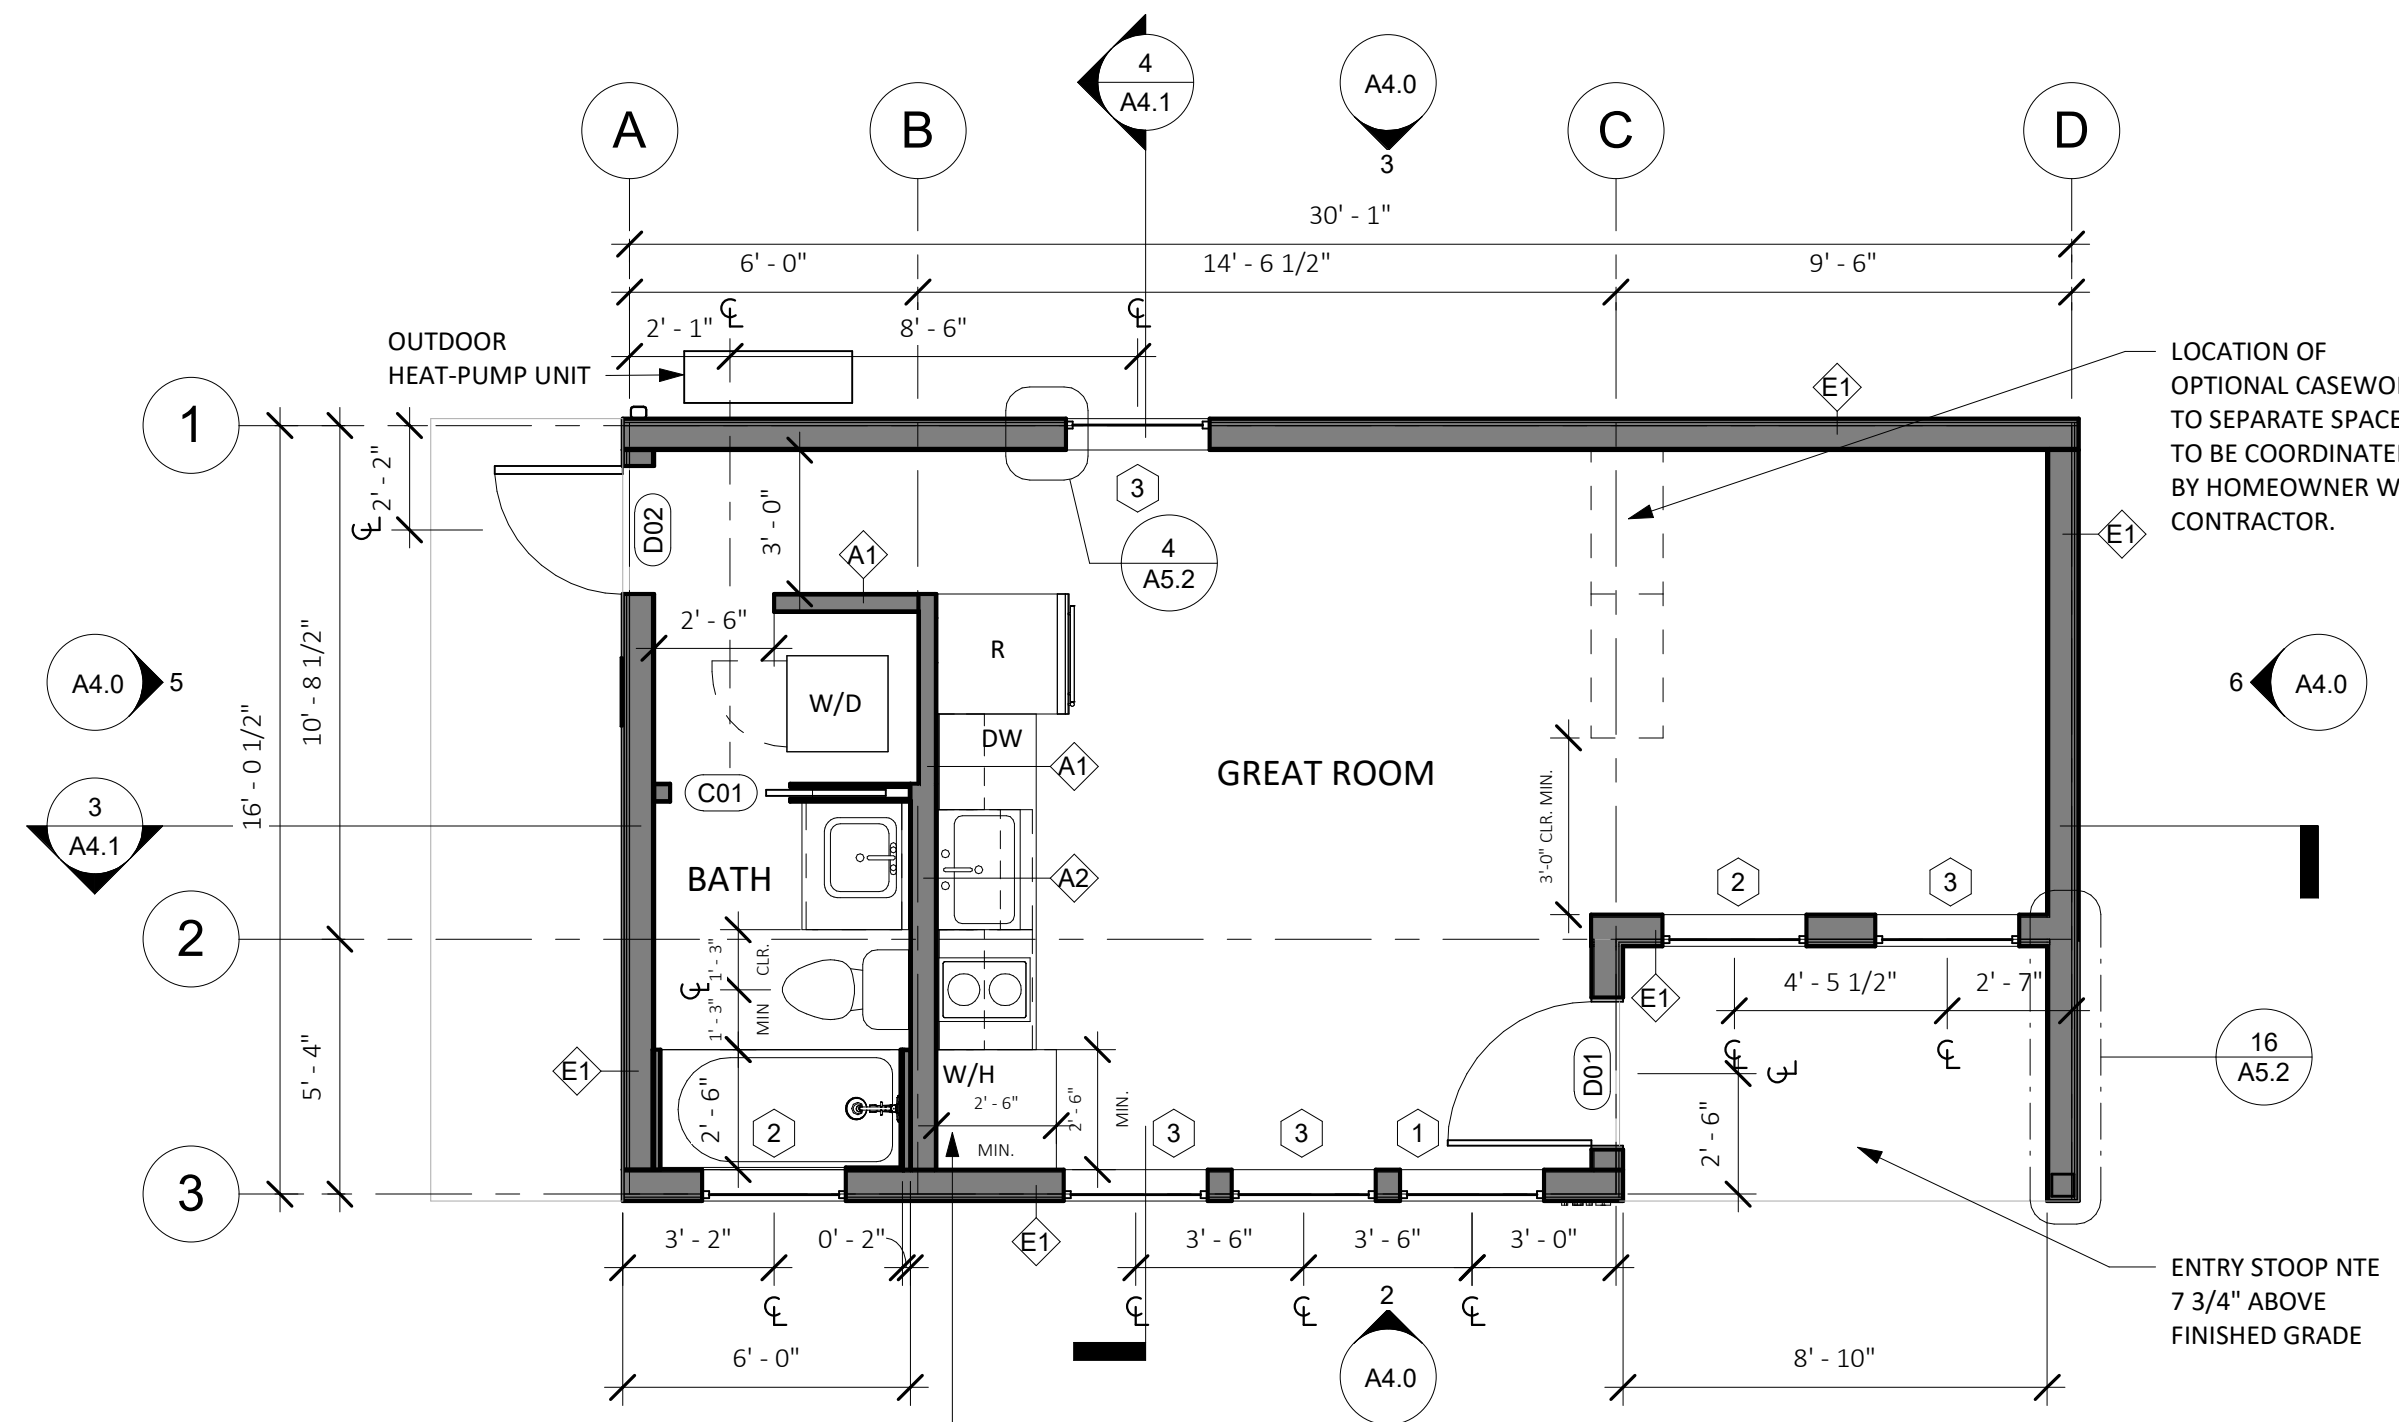 4
A4.1
A4.0
3
A
B
C
D
30' - 1"
6' - 0"
14' - 6 1/2"
9' - 6"
2' - 1"
℄
8' - 6"
℄
OUTDOOR
HEAT-PUMP UNIT
LOCATION OF
OPTIONAL CASEWO
TO SEPARATE SPACE
TO BE COORDINATE
BY HOMEOWNER W
CONTRACTOR.
E1
1
2' - 2"
℄
D02
3' - 0"
A1
3
4
A5.2
E1
2' - 6"
R
W/D
DW
A1
C01
GREAT ROOM
3'-0" CLR. MIN.
A4.0
5
6
A4.0
10' - 8 1/2"
16' - 0 1/2"
3
A4.1
BATH
A2
2
3
2
1' - 3"
CLR.
℄
1' - 3"
MIN
4' - 5 1/2"
2' - 7"
E1
℄
℄
℄
5' - 4"
E1
W/H
2' - 6"
MIN.
2' - 6"
MIN.
2' - 6"
2
3
3
1
D01
2' - 6"
16
A5.2
3
3' - 2"
0' - 2"
E1
3' - 6"
3' - 6"
3' - 0"
℄
℄
℄
℄
2
A4.0
6' - 0"
8' - 10"
ENTRY STOOP NTE
7 3/4" ABOVE
FINISHED GRADE